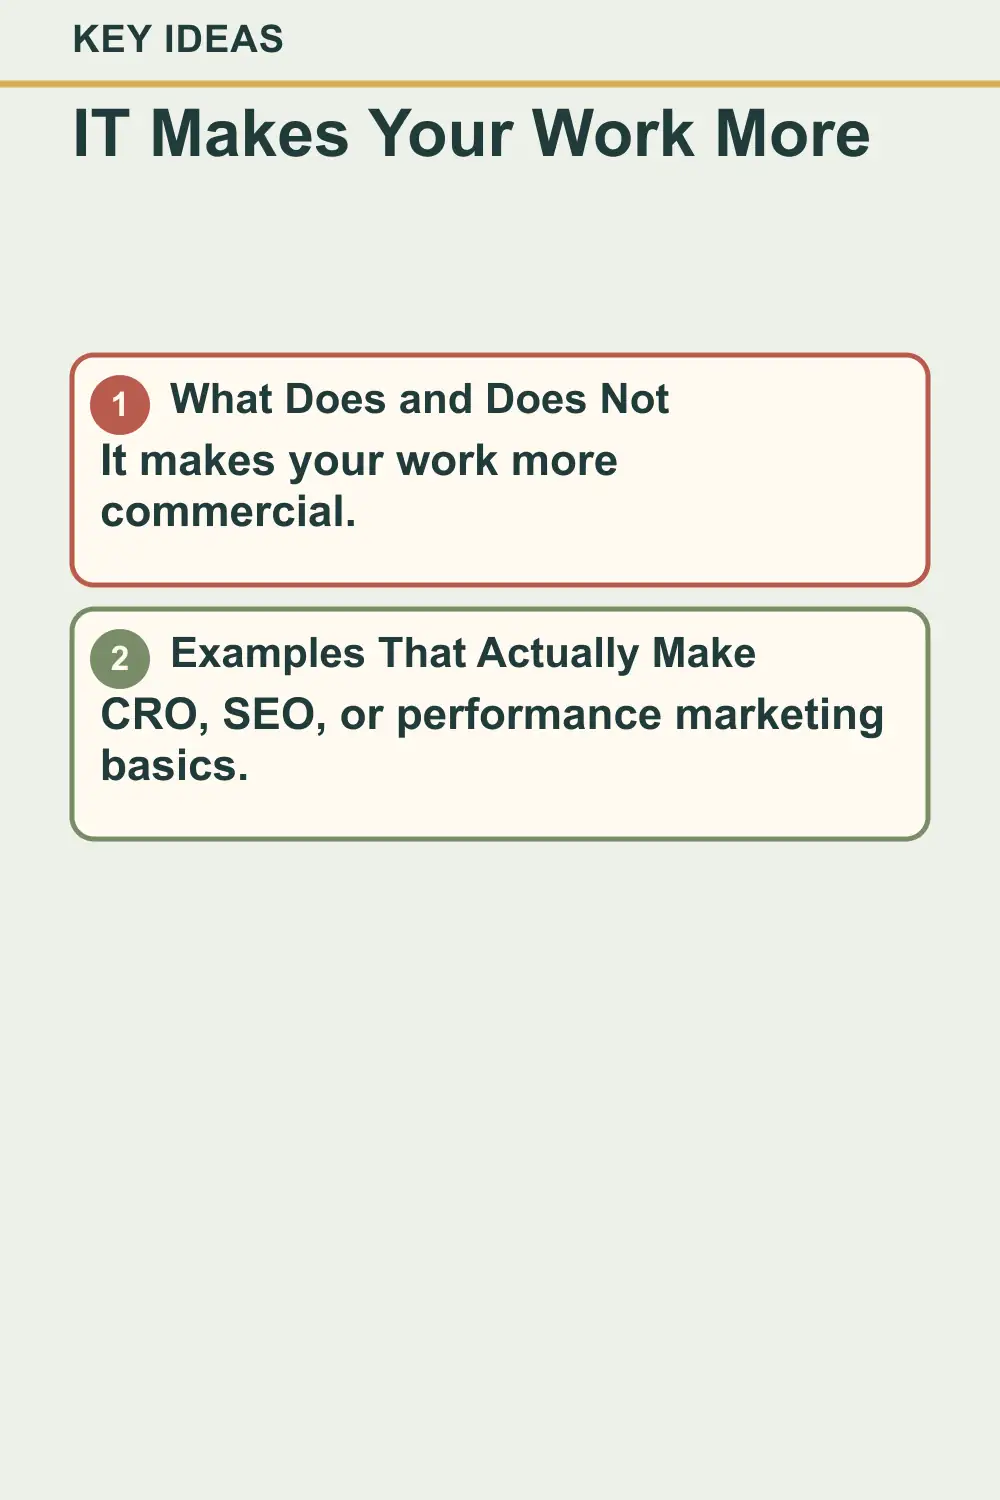 KEY IDEAS
IT Makes Your Work More
1 What Does and Does Not
It makes your work more
commercial.
2 Examples That Actually Make
CRO, SEO, or performance marketing
basics.